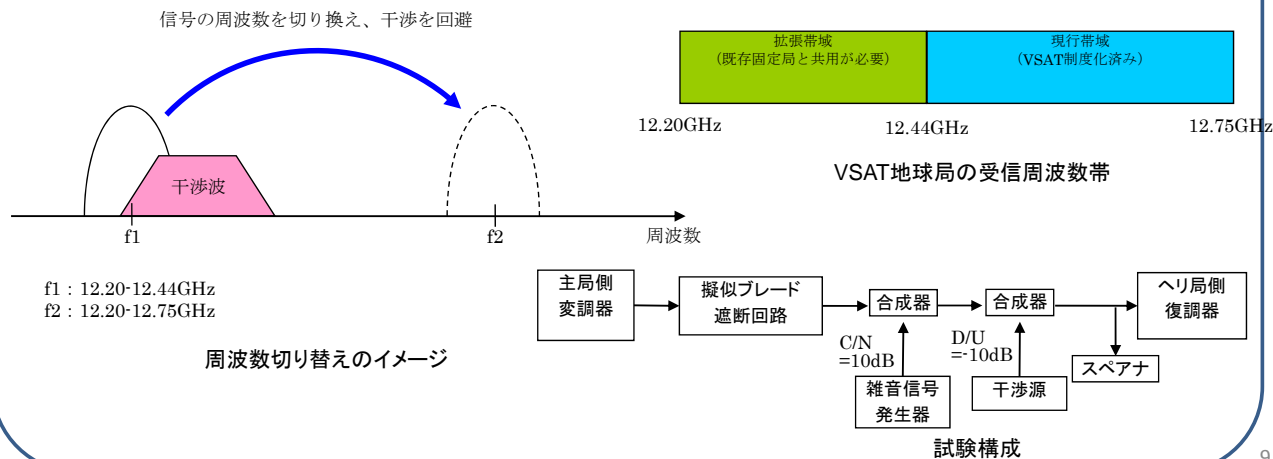 信号の周波数を切り換え、干渉を回避
干渉波
f1
f2
周波数
f1 : 12.20-12.44GHz
f2 : 12.20-12.75GHz
周波数切り替えのイメージ
拡張帯域
（既存固定局と共用が必要）
現行帯域
（VSAT制度化済み）
12.20GHz
12.44GHz
12.75GHz
VSAT地球局の受信周波数帯
主局側
変調器
擬似ブレード
遮断回路
合成器
合成器
ヘリ局側
復調器
C/N
=10dB
D/U
=-10dB
スペアナ
雑音信号
発生器
干渉源
試験構成
9